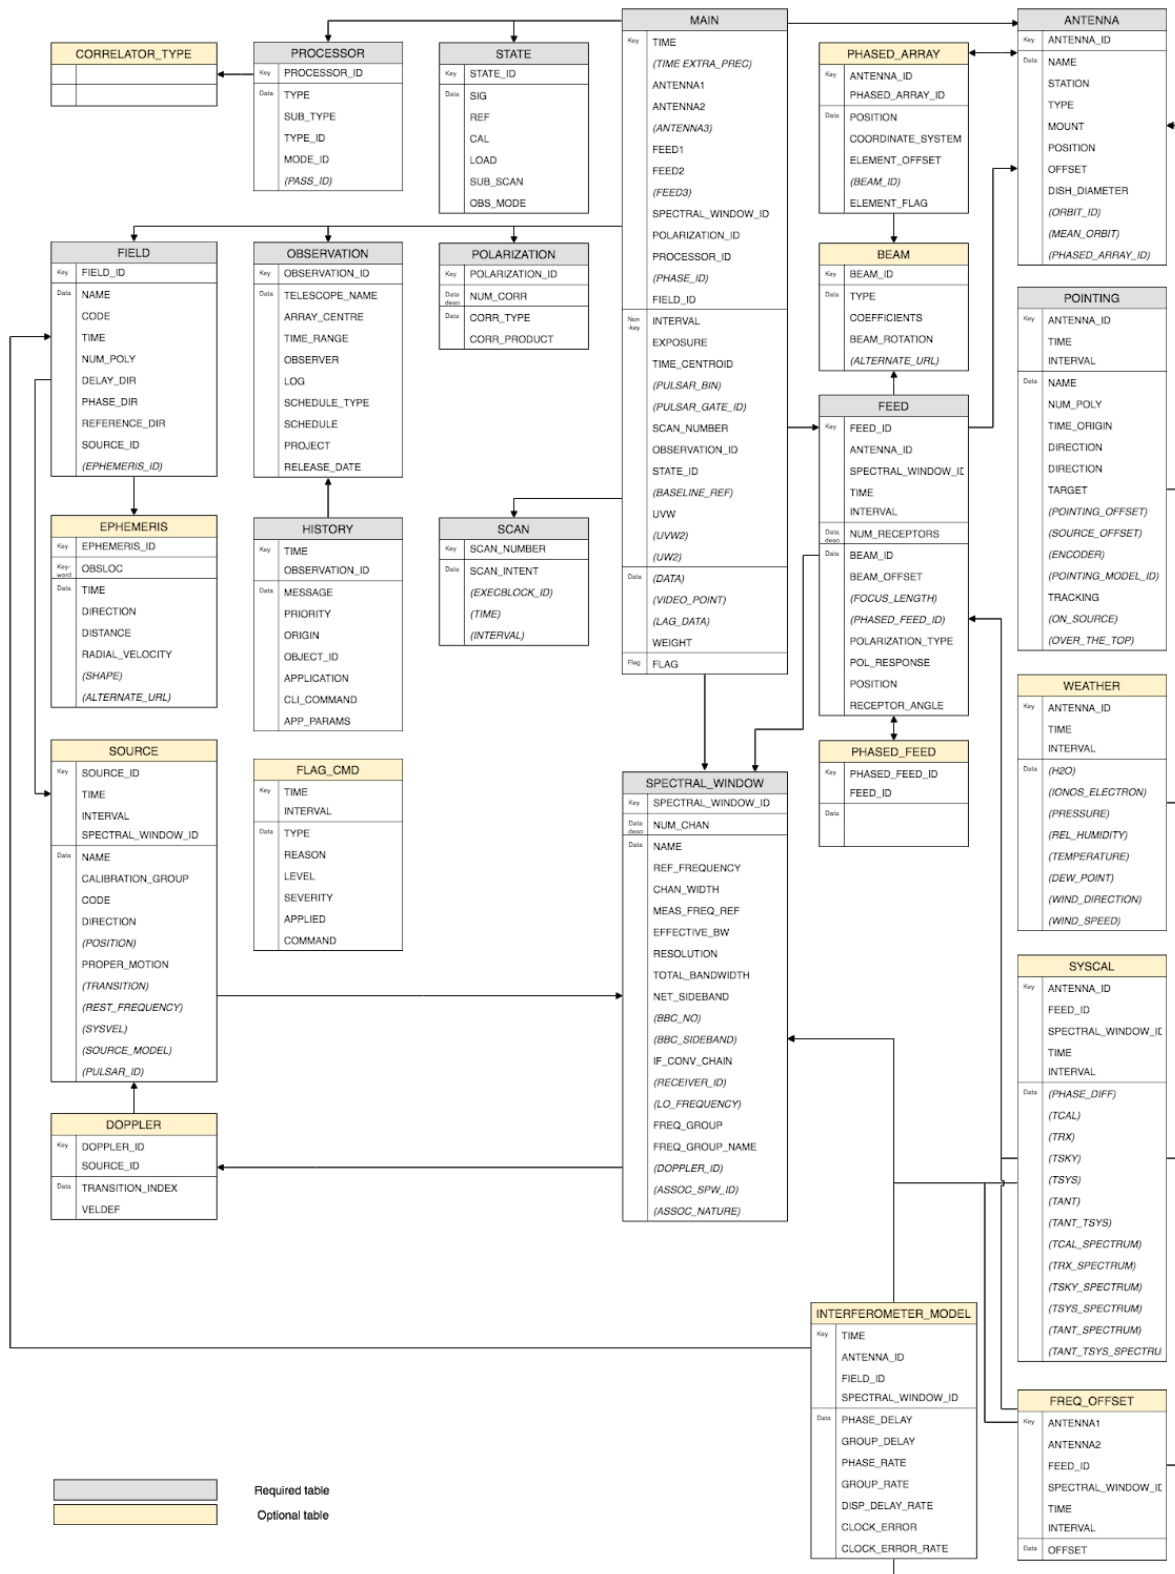 MAIN
Key
TIME
(TIME EXTRA_PREC)
ANTENNA1
ANTENNA2
(ANTENNA3)
FEED1
FEED2
(FEED3)
SPECTRAL_WINDOW_ID
POLARIZATION_ID
PROCESSOR_ID
(PHASE_ID)
FIELD_ID
Non
-key
INTERVAL
EXPOSURE
TIME_CENTROID
(PULSAR_BIN)
(PULSAR_GATE_ID)
SCAN_NUMBER
OBSERVATION_ID
STATE_ID
(BASELINE_REF)
UVW
(UVW2)
(UW2)
Data
(DATA)
(VIDEO_POINT)
(LAG_DATA)
WEIGHT
Flag
FLAG
CORRELATOR_TYPE
PROCESSOR
Key
PROCESSOR_ID
Data
TYPE
SUB_TYPE
TYPE_ID
MODE_ID
(PASS_ID)
STATE
Key
STATE_ID
Data
SIG
REF
CAL
LOAD
SUB_SCAN
OBS_MODE
PHASED_ARRAY
Key
ANTENNA_ID
PHASED_ARRAY_ID
Data
POSITION
COORDINATE_SYSTEM
ELEMENT_OFFSET
(BEAM_ID)
ELEMENT_FLAG
ANTENNA
Key
ANTENNA_ID
Data
NAME
STATION
TYPE
MOUNT
POSITION
OFFSET
DISH_DIAMETER
(ORBIT_ID)
(MEAN_ORBIT)
(PHASED_ARRAY_ID)
FIELD
Key
FIELD_ID
Data
NAME
CODE
TIME
NUM_POLY
DELAY_DIR
PHASE_DIR
REFERENCE_DIR
SOURCE_ID
(EPHEMERIS_ID)
OBSERVATION
Key
OBSERVATION_ID
Data
TELESCOPE_NAME
ARRAY_CENTRE
TIME_RANGE
OBSERVER
LOG
SCHEDULE_TYPE
SCHEDULE
PROJECT
RELEASE_DATE
POLARIZATION
Key
POLARIZATION_ID
Data
desc
NUM_CORR
Data
CORR_TYPE
CORR_PRODUCT
BEAM
Key
BEAM_ID
Data
TYPE
COEFFICIENTS
BEAM_ROTATION
(ALTERNATE_URL)
POINTING
Key
ANTENNA_ID
TIME
INTERVAL
Data
NAME
NUM_POLY
TIME_ORIGIN
DIRECTION
DIRECTION
TARGET
(POINTING_OFFSET)
(SOURCE_OFFSET)
(ENCODER)
(POINTING_MODEL_ID)
TRACKING
(ON_SOURCE)
(OVER_THE_TOP)
FEED
Key
FEED_ID
ANTENNA_ID
SPECTRAL_WINDOW_ID
TIME
INTERVAL
Data
desc
NUM_RECEPTORS
Data
BEAM_ID
BEAM_OFFSET
(FOCUS_LENGTH)
(PHASED_FEED_ID)
POLARIZATION_TYPE
POL_RESPONSE
POSITION
RECEPTOR_ANGLE
EPHEMERIS
Key
EPHEMERIS_ID
Key-
word
OBSLOC
Data
TIME
DIRECTION
DISTANCE
RADIAL_VELOCITY
(SHAPE)
(ALTERNATE_URL)
HISTORY
Key
TIME
OBSERVATION_ID
Data
MESSAGE
PRIORITY
ORIGIN
OBJECT_ID
APPLICATION
CLI_COMMAND
APP_PARAMS
SCAN
Key
SCAN_NUMBER
Data
SCAN_INTENT
(EXECBLOCK_ID)
(TIME)
(INTERVAL)
WEATHER
Key
ANTENNA_ID
TIME
INTERVAL
Data
(H2O)
(IONOS_ELECTRON)
(PRESSURE)
(REL_HUMIDITY)
(TEMPERATURE)
(DEW_POINT)
(WIND_DIRECTION)
(WIND_SPEED)
SOURCE
Key
SOURCE_ID
TIME
INTERVAL
SPECTRAL_WINDOW_ID
Data
NAME
CALIBRATION_GROUP
CODE
DIRECTION
(POSITION)
PROPER_MOTION
(TRANSITION)
(REST_FREQUENCY)
(SYSVEL)
(SOURCE_MODEL)
(PULSAR_ID)
FLAG_CMD
Key
TIME
INTERVAL
Data
TYPE
REASON
LEVEL
SEVERITY
APPLIED
COMMAND
SPECTRAL_WINDOW
Key
SPECTRAL_WINDOW_ID
Data
desc
NUM_CHAN
Data
NAME
REF_FREQUENCY
CHAN_WIDTH
MEAS_FREQ_REF
EFFECTIVE_BW
RESOLUTION
TOTAL_BANDWIDTH
NET_SIDEBAND
(BBC_NO)
(BBC_SIDEBAND)
IF_CONV_CHAIN
(RECEIVER_ID)
(LO_FREQUENCY)
FREQ_GROUP
FREQ_GROUP_NAME
(DOPPLER_ID)
(ASSOC_SPW_ID)
(ASSOC_NATURE)
PHASED_FEED
Key
PHASED_FEED_ID
FEED_ID
Data
SYSCAL
Key
ANTENNA_ID
FEED_ID
SPECTRAL_WINDOW_ID
TIME
INTERVAL
Data
(PHASE_DIFF)
(TCAL)
(TRX)
(TSKY)
(TSYS)
(TANT)
(TANT_TSYS)
(TCAL_SPECTRUM)
(TRX_SPECTRUM)
(TSKY_SPECTRUM)
(TSYS_SPECTRUM)
(TANT_SPECTRUM)
(TANT_TSYS_SPECTRU
DOPPLER
Key
DOPPLER_ID
SOURCE_ID
Data
TRANSITION_INDEX
VELDEF
INTERFEROMETER_MODEL
Key
TIME
ANTENNA_ID
FIELD_ID
SPECTRAL_WINDOW_ID
Data
PHASE_DELAY
GROUP_DELAY
PHASE_RATE
GROUP_RATE
DISP_DELAY_RATE
CLOCK_ERROR
CLOCK_ERROR_RATE
FREQ_OFFSET
Key
ANTENNA1
ANTENNA2
FEED_ID
SPECTRAL_WINDOW_ID
TIME
INTERVAL
Data
OFFSET
Required table
Optional table